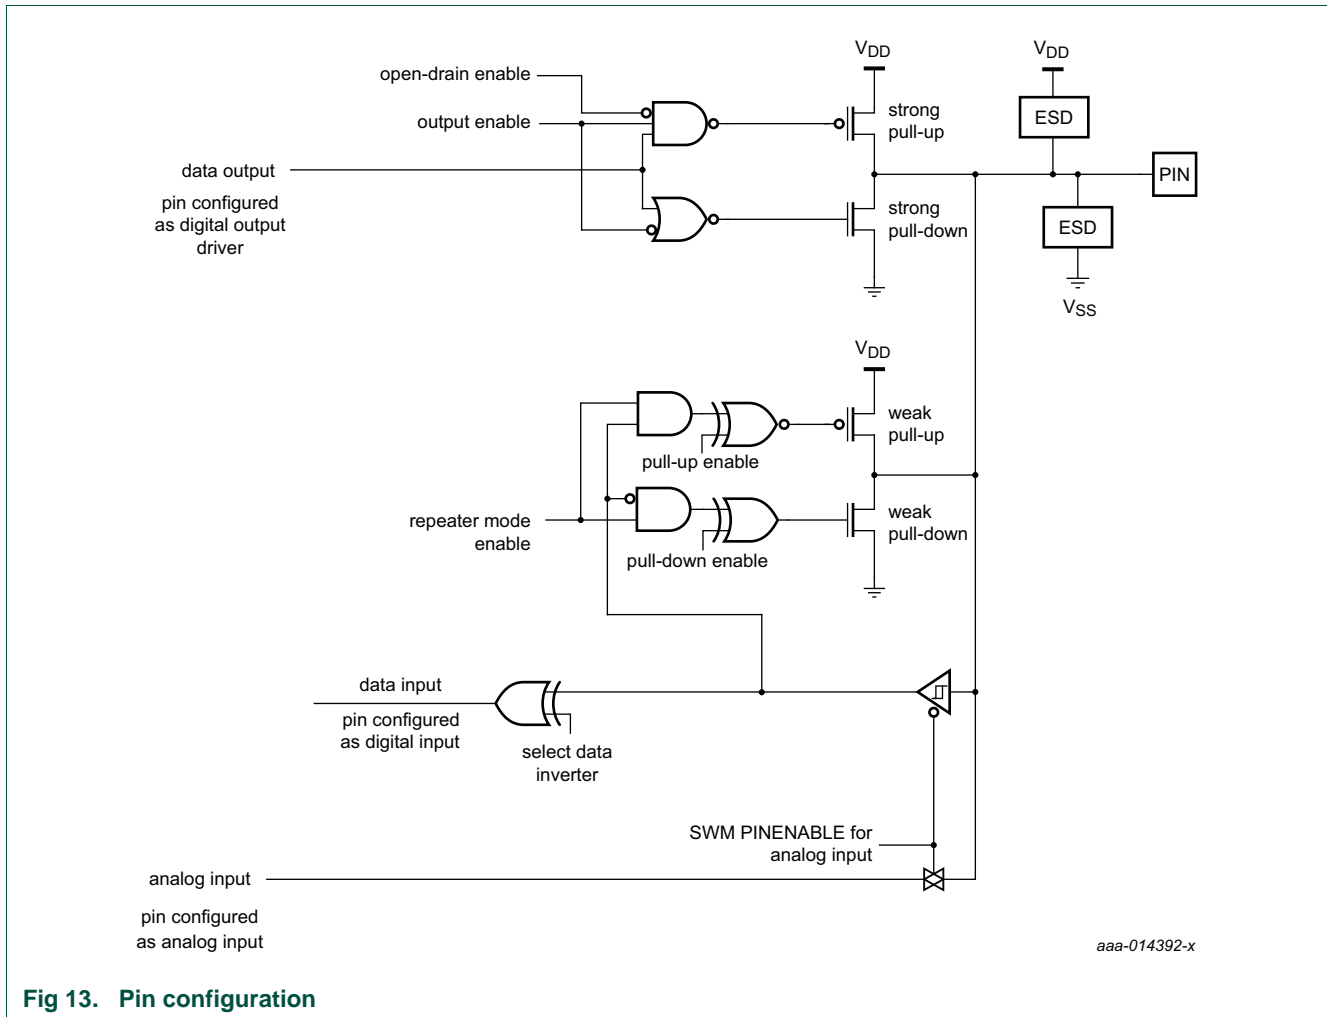 open-drain enable
output enable
data output
pin configured
as digital output
driver
VDD
strong
pull-up
strong
pull-down
VDD
ESD
PIN
ESD
VSS
VDD
weak
pull-up
pull-up enable
repeater mode
enable
weak
pull-down
pull-down enable
data input
pin configured
as digital input
select data
inverter
SWM PINENABLE for
analog input
analog input
pin configured
as analog input
aaa-014392-x
Fig 13. Pin configuration